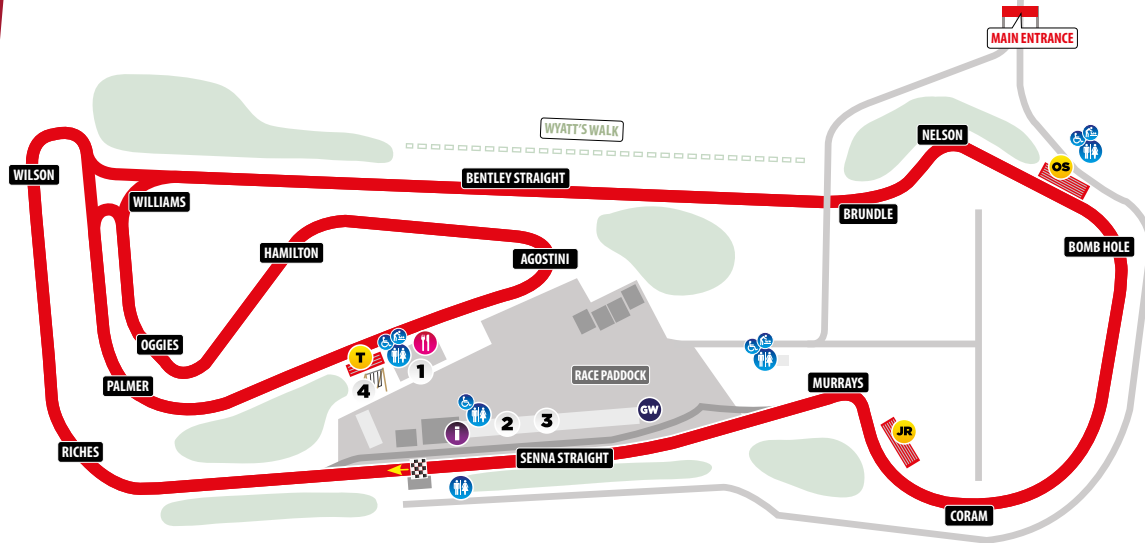 MAIN ENTRANCE
WYATT'S WALK
NELSON
OS
WILSON
BENTLEY STRAIGHT
WILLIAMS
BRUNDLE
HAMILTON
AGOSTINI
BOMB HOLE
OGGIES
T
1
PALMER
4
RACE PADDOCK
MURRAYS
GW
2
3
i
JR
RICHES
SENNA STRAIGHT
CORAM